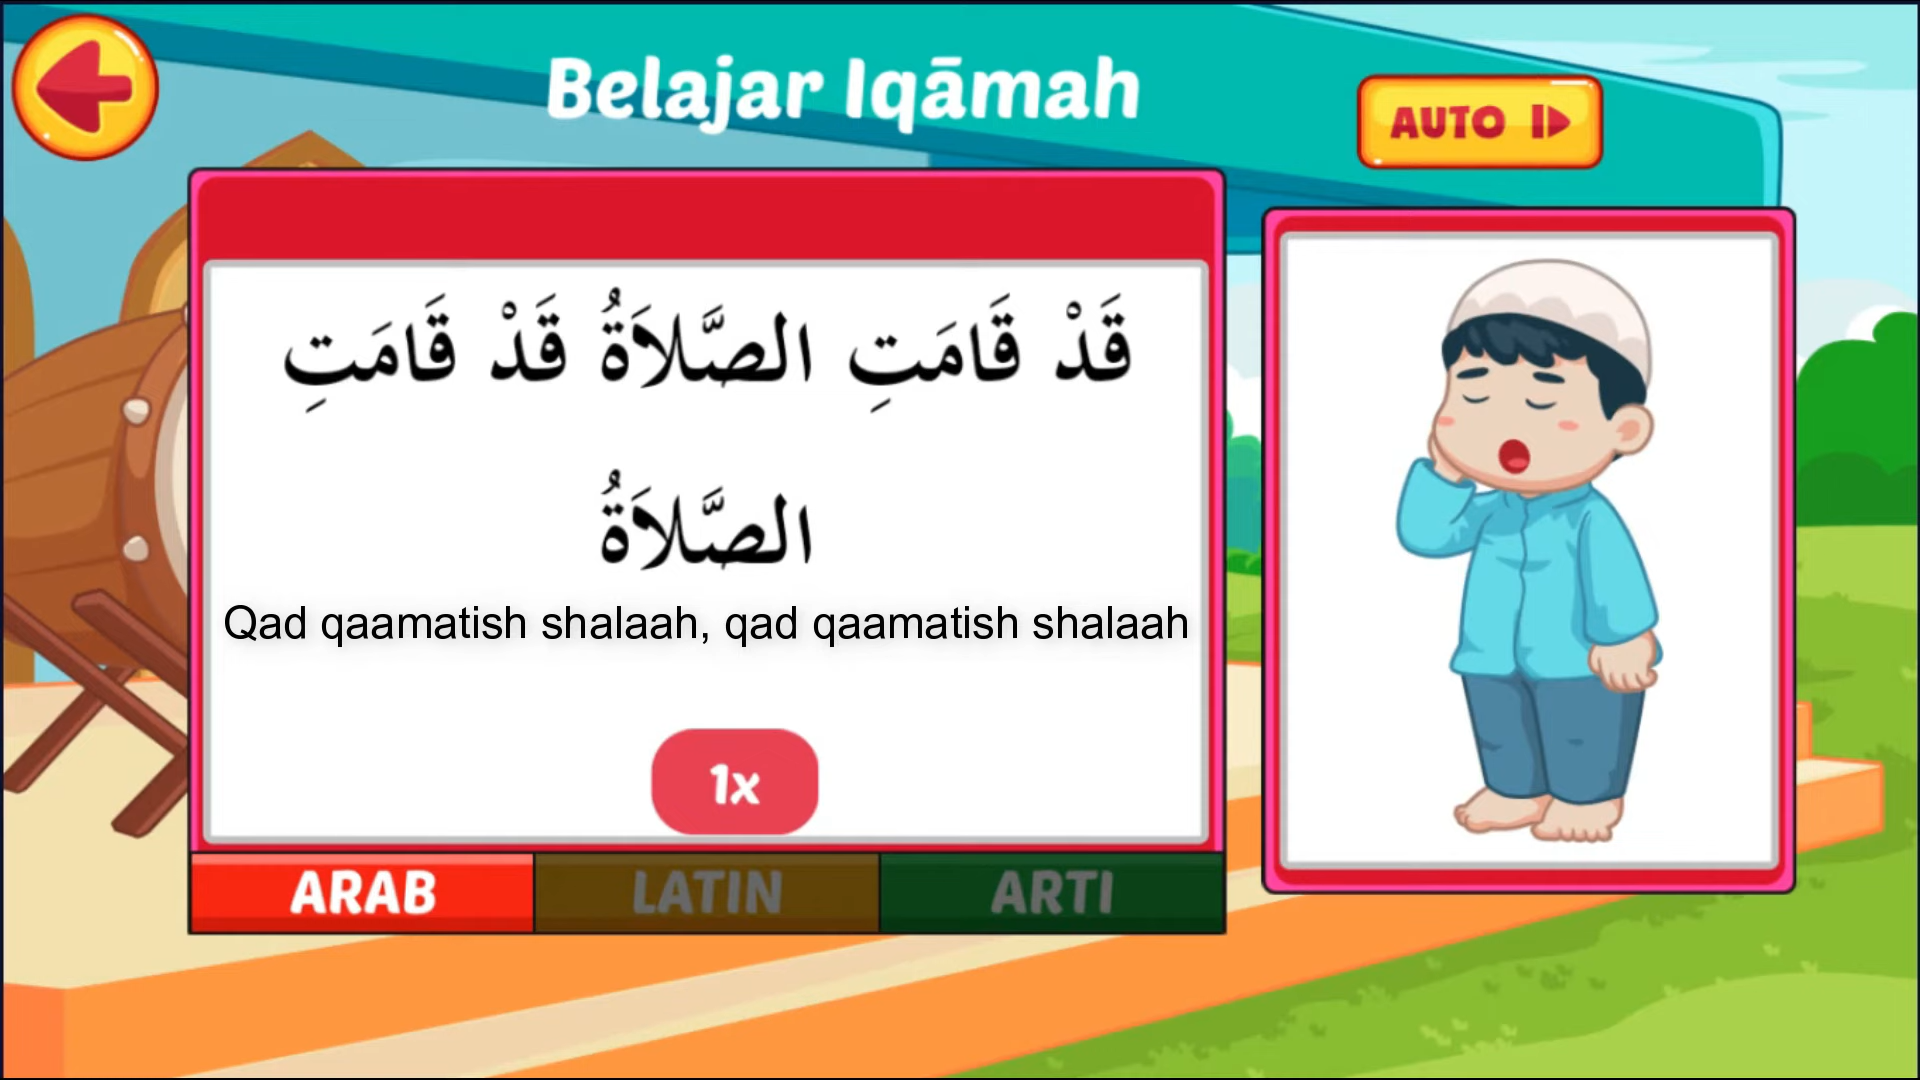 Belajar Iqāmah
AUTO
قَدْ قَامَتِ الصَّلاَةُ قَدْ قَامَتِ
الصَّلاَةُ
Qad qaamatish shalaah, qad qaamatish shalaah
1x
ARAB
LATIN
ARTI